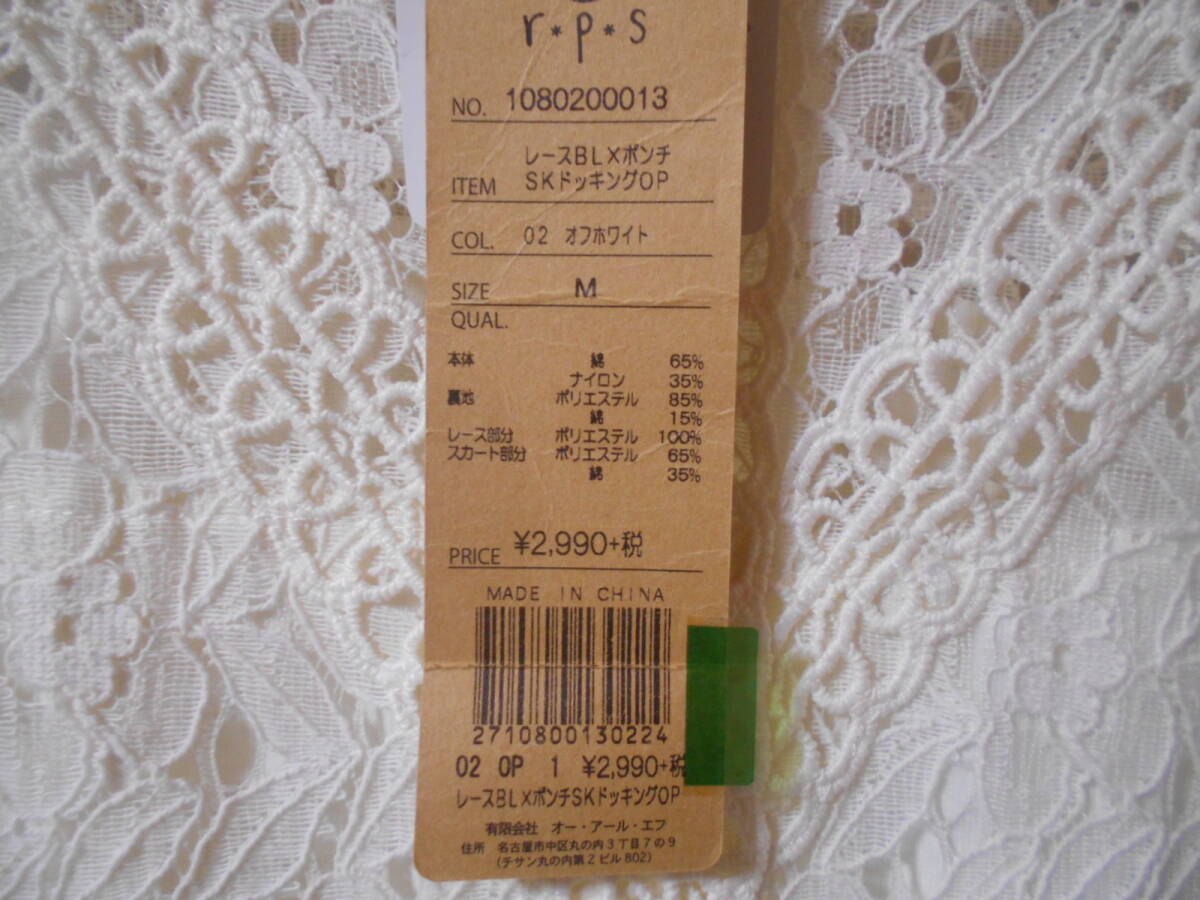 r*p*s
NO. 1080200013
レースBL×ポンチ
ITEM SKドッキングOP
COL. 02 オフホワイト
SIZE M
QUAL.
本体 綿 65%
ナイロン 35%
裏地 ポリエステル 85%
綿 15%
レース部分 ポリエステル 100%
スカート部分 ポリエステル 65%
綿 35%
PRICE ¥2,990+税
MADE IN CHINA
2710800130224
02 OP 1 ¥2,990+税
レースBL×ポンチSKドッキングOP
有限会社 オー・アール・エフ
住所 名古屋市中区丸の内3丁目7の9
(チサン丸の内第2ビル802)